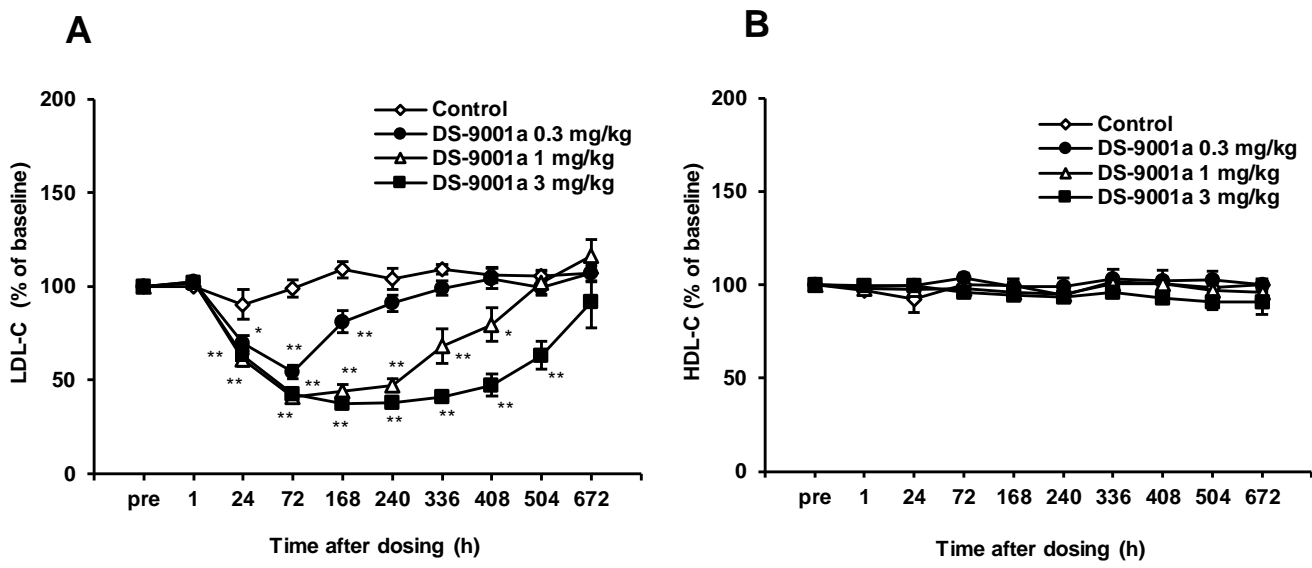 A
200
150
100
50
0
LDL-C (% of baseline)
Control
DS-9001a 0.3 mg/kg
DS-9001a 1 mg/kg
DS-9001a 3 mg/kg
*
**
**
**
**
**
**
**
**
**
**
**
**
**
*
**
**
pre 1 24 72 168 240 336 408 504 672
Time after dosing (h)
B
200
150
100
50
0
HDL-C (% of baseline)
Control
DS-9001a 0.3 mg/kg
DS-9001a 1 mg/kg
DS-9001a 3 mg/kg
pre 1 24 72 168 240 336 408 504 672
Time after dosing (h)